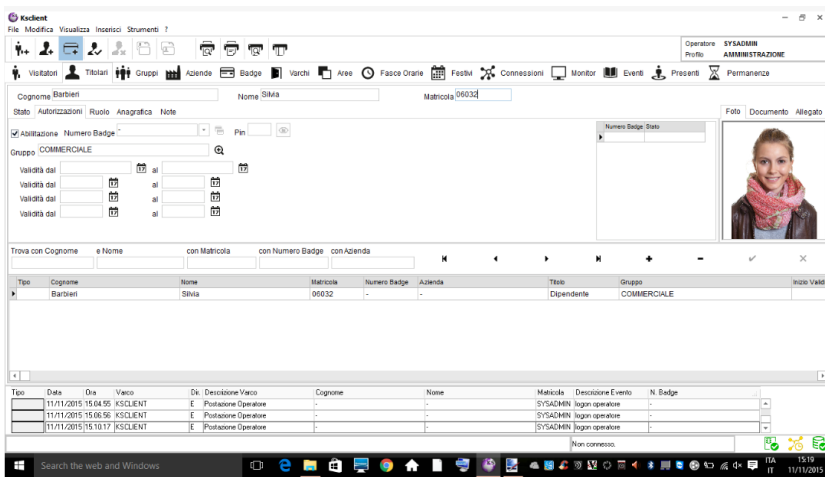 Ksclient
File Modifica Visualizza Inserisci Strumenti ?
Operatore SYSADMIN
Profilo AMMINISTRAZIONE
Visitatori Titolari Gruppi Aziende Badge Varchi Aree Fasce Orarie Festivi Connessioni Monitor Eventi Presenti Permanenze
Cognome Barbieri Nome Silvia Matricola 06032
Stato Autorizzazioni Ruolo Anagrafica Note Foto Documento Allegato
Abilitazione Numero Badge - Pin Numero Badge Stato
Gruppo COMMERCIALE
Validità dal al
Validità dal al
Validità dal al
Validità dal al
Trova con Cognome e Nome con Matricola con Numero Badge con Azienda
Tipo Cognome Nome Matricola Numero Badge Azienda Titolo Gruppo Inizio Valid
Barbieri Silvia 06032 - - Dipendente COMMERCIALE
Tipo Data Ora Varco Dir. Descrizione Varco Cognome Nome Matricola Descrizione Evento N. Badge
11/11/2015 15.04.55 KSCLIENT E Postazione Operatore - - SYSADMIN logon operatore -
11/11/2015 15.06.56 KSCLIENT E Postazione Operatore - - SYSADMIN logon operatore -
11/11/2015 15.10.17 KSCLIENT E Postazione Operatore - - SYSADMIN logon operatore -
Non connesso.
Search the web and Windows ITA 15:19
IT 11/11/2015